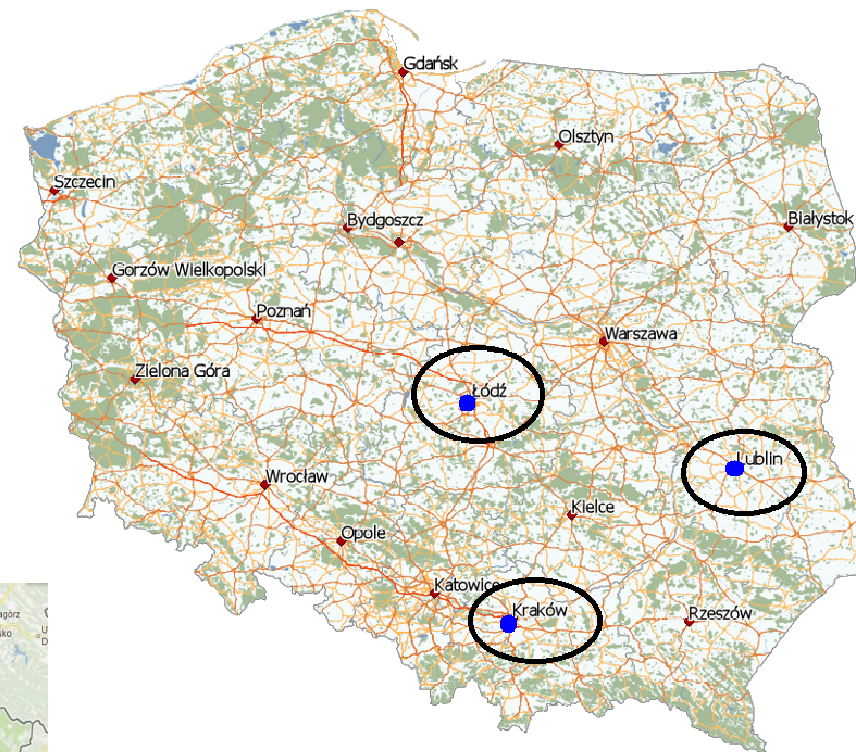 Gdańsk
Olsztyn
Szczecin
Bydgoszcz
Białystok
Gorzów Wielkopolski
Poznań
Warszawa
Zielona Góra
Łódź
Lublin
Wrocław
Kielce
Opole
Katowice
Kraków
Rzeszów